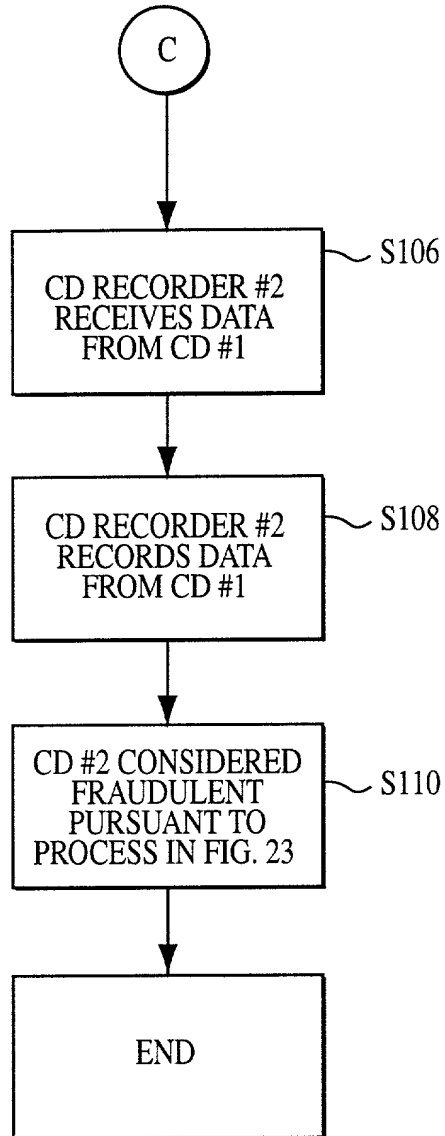 C
CD RECORDER #2
RECEIVES DATA
FROM CD #1
S106
CD RECORDER #2
RECORDS DATA
FROM CD #1
S108
CD #2 CONSIDERED
FRAUDULENT
PURSUANT TO
PROCESS IN FIG. 23
S110
END